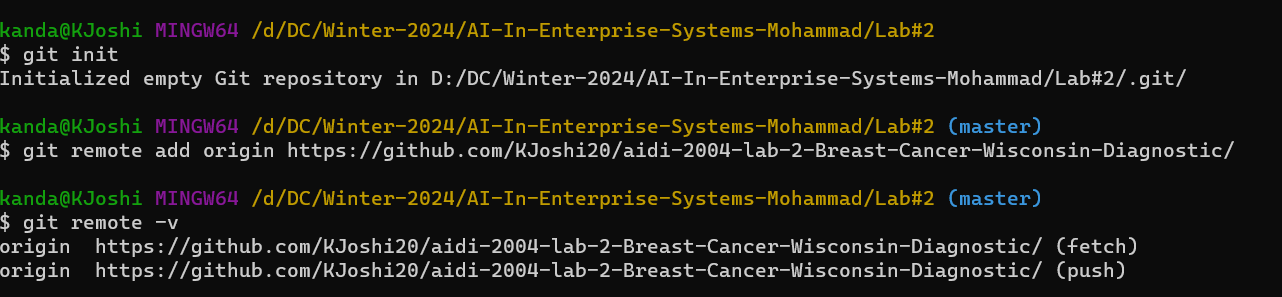 kanda@KJoshi MINGW64 /d/DC/Winter-2024/AI-In-Enterprise-Systems-Mohammad/Lab#2
$ git init
Initialized empty Git repository in D:/DC/Winter-2024/AI-In-Enterprise-Systems-Mohammad/Lab#2/.git/
kanda@KJoshi MINGW64 /d/DC/Winter-2024/AI-In-Enterprise-Systems-Mohammad/Lab#2 (master)
$ git remote add origin https://github.com/KJoshi20/aidi-2004-lab-2-Breast-Cancer-Wisconsin-Diagnostic/
kanda@KJoshi MINGW64 /d/DC/Winter-2024/AI-In-Enterprise-Systems-Mohammad/Lab#2 (master)
$ git remote -v
origin  https://github.com/KJoshi20/aidi-2004-lab-2-Breast-Cancer-Wisconsin-Diagnostic/ (fetch)
origin  https://github.com/KJoshi20/aidi-2004-lab-2-Breast-Cancer-Wisconsin-Diagnostic/ (push)